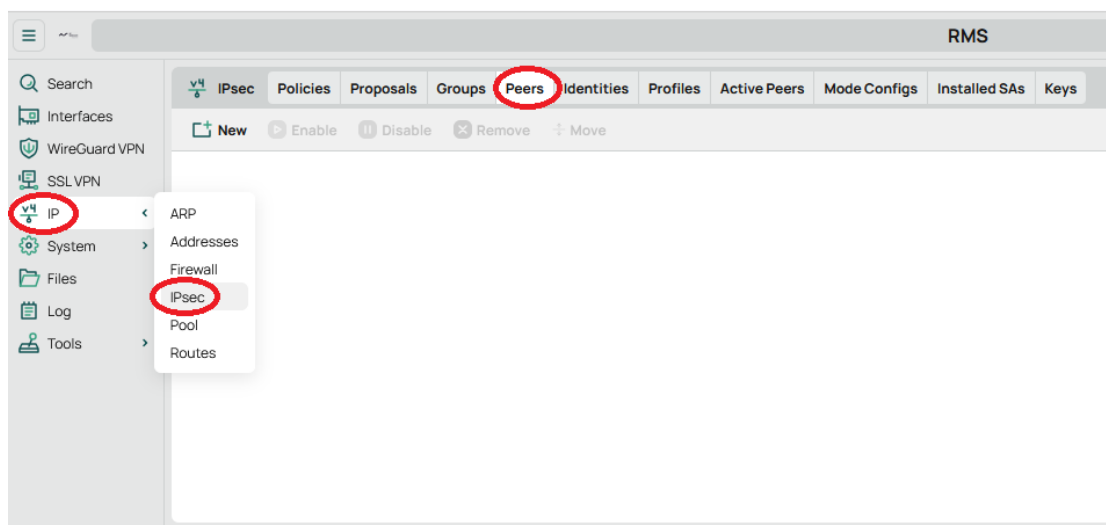 RMS
Search
Interfaces
WireGuard VPN
SSL VPN
IP
System
Files
Log
Tools
IPsec Policies Proposals Groups Peers Identities Profiles Active Peers Mode Configs Installed SAs Keys
New Enable Disable Remove Move
ARP
Addresses
Firewall
IPsec
Pool
Routes